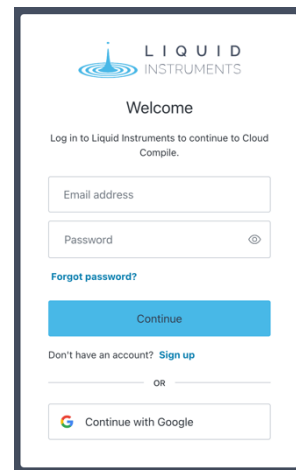 LIQUID
INSTRUMENTS
Welcome
Log in to Liquid Instruments to continue to Cloud
Compile.
Email address
Password
Forgot password?
Continue
Don't have an account? Sign up
OR
Continue with Google